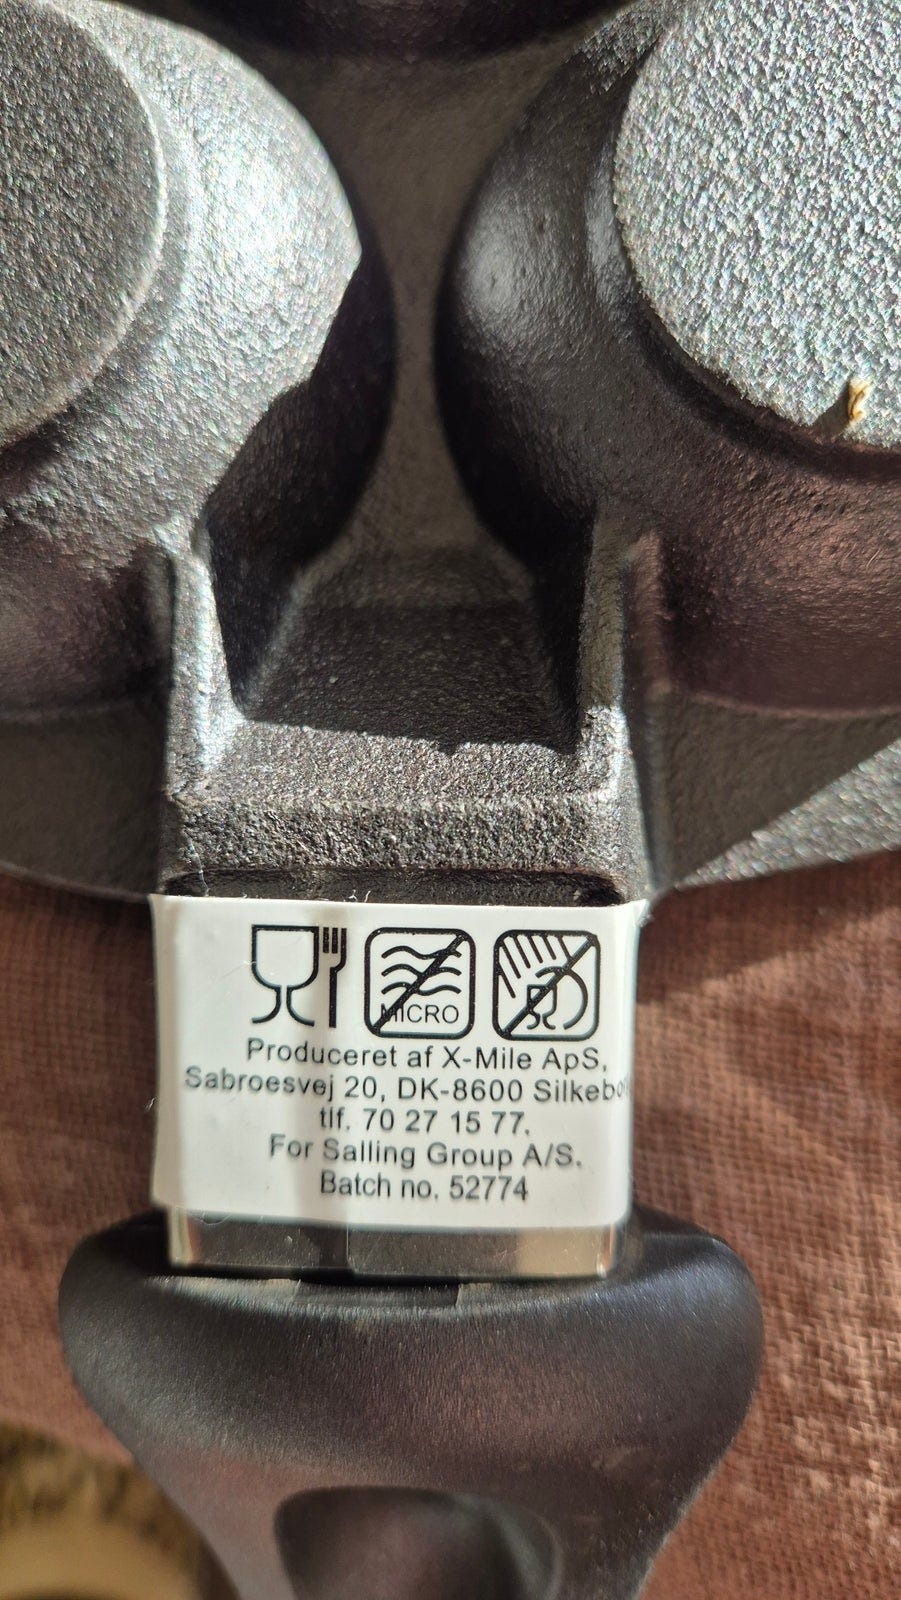 MICRO
Produceret af X-Mile ApS,
Sabroesvej 20, DK-8600
tlf. 70 27 15 77.
For Salling Group A/S.
Batch no. 52774